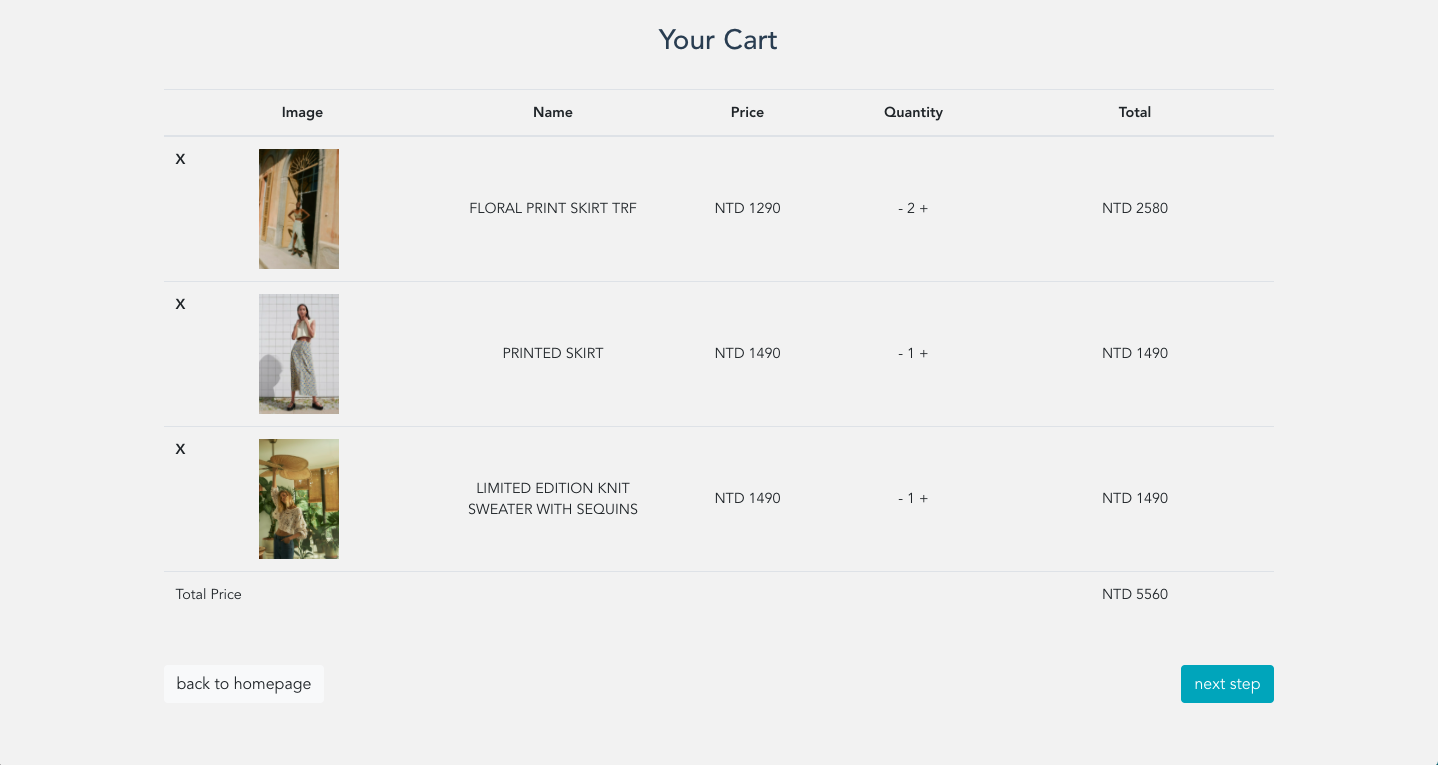 Your Cart
Image Name Price Quantity Total
X
FLORAL PRINT SKIRT TRF NTD 1290 - 2 + NTD 2580
X
PRINTED SKIRT NTD 1490 - 1 + NTD 1490
X
LIMITED EDITION KNIT
SWEATER WITH SEQUINS NTD 1490 - 1 + NTD 1490
Total Price NTD 5560
back to homepage next step